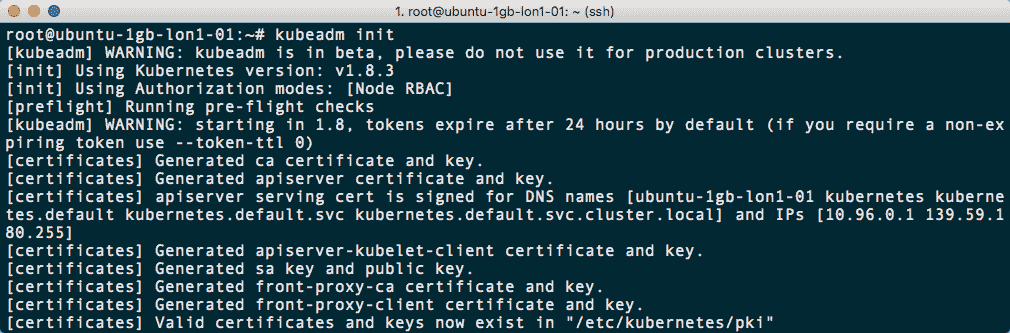 1. root@ubuntu-1gb-lon1-01: ~ (ssh)
root@ubuntu-1gb-lon1-01:~# kubeadm init
[kubeadm] WARNING: kubeadm is in beta, please do not use it for production clusters.
[init] Using Kubernetes version: v1.8.3
[init] Using Authorization modes: [Node RBAC]
[preflight] Running pre-flight checks
[kubeadm] WARNING: starting in 1.8, tokens expire after 24 hours by default (if you require a non-ex
piring token use --token-ttl 0)
[certificates] Generated ca certificate and key.
[certificates] Generated apiserver certificate and key.
[certificates] apiserver serving cert is signed for DNS names [ubuntu-1gb-lon1-01 kubernetes kuberne
tes.default kubernetes.default.svc kubernetes.default.svc.cluster.local] and IPs [10.96.0.1 139.59.1
80.255]
[certificates] Generated apiserver-kubelet-client certificate and key.
[certificates] Generated sa key and public key.
[certificates] Generated front-proxy-ca certificate and key.
[certificates] Generated front-proxy-client certificate and key.
[certificates] Valid certificates and keys now exist in "/etc/kubernetes/pki"